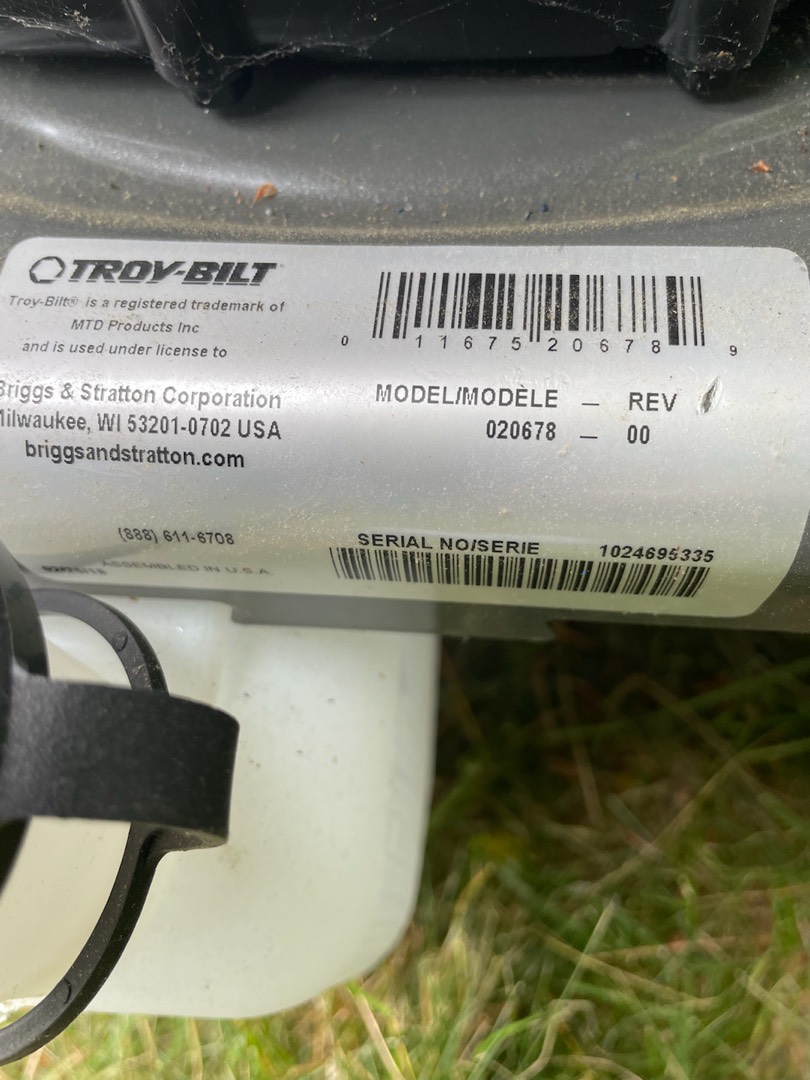 TROY-BILT
Troy-Bilt® is a registered trademark of
MTD Products Inc
and is used under license to
Briggs & Stratton Corporation
Milwaukee, WI 53201-0702 USA
briggsandstratton.com
(888) 611-6708
ASSEMBLED IN U.S.A.
0 11675 20678 9
MODEL/MODÈLE – REV
020678 – 00
SERIAL NO/SERIE 1024695335